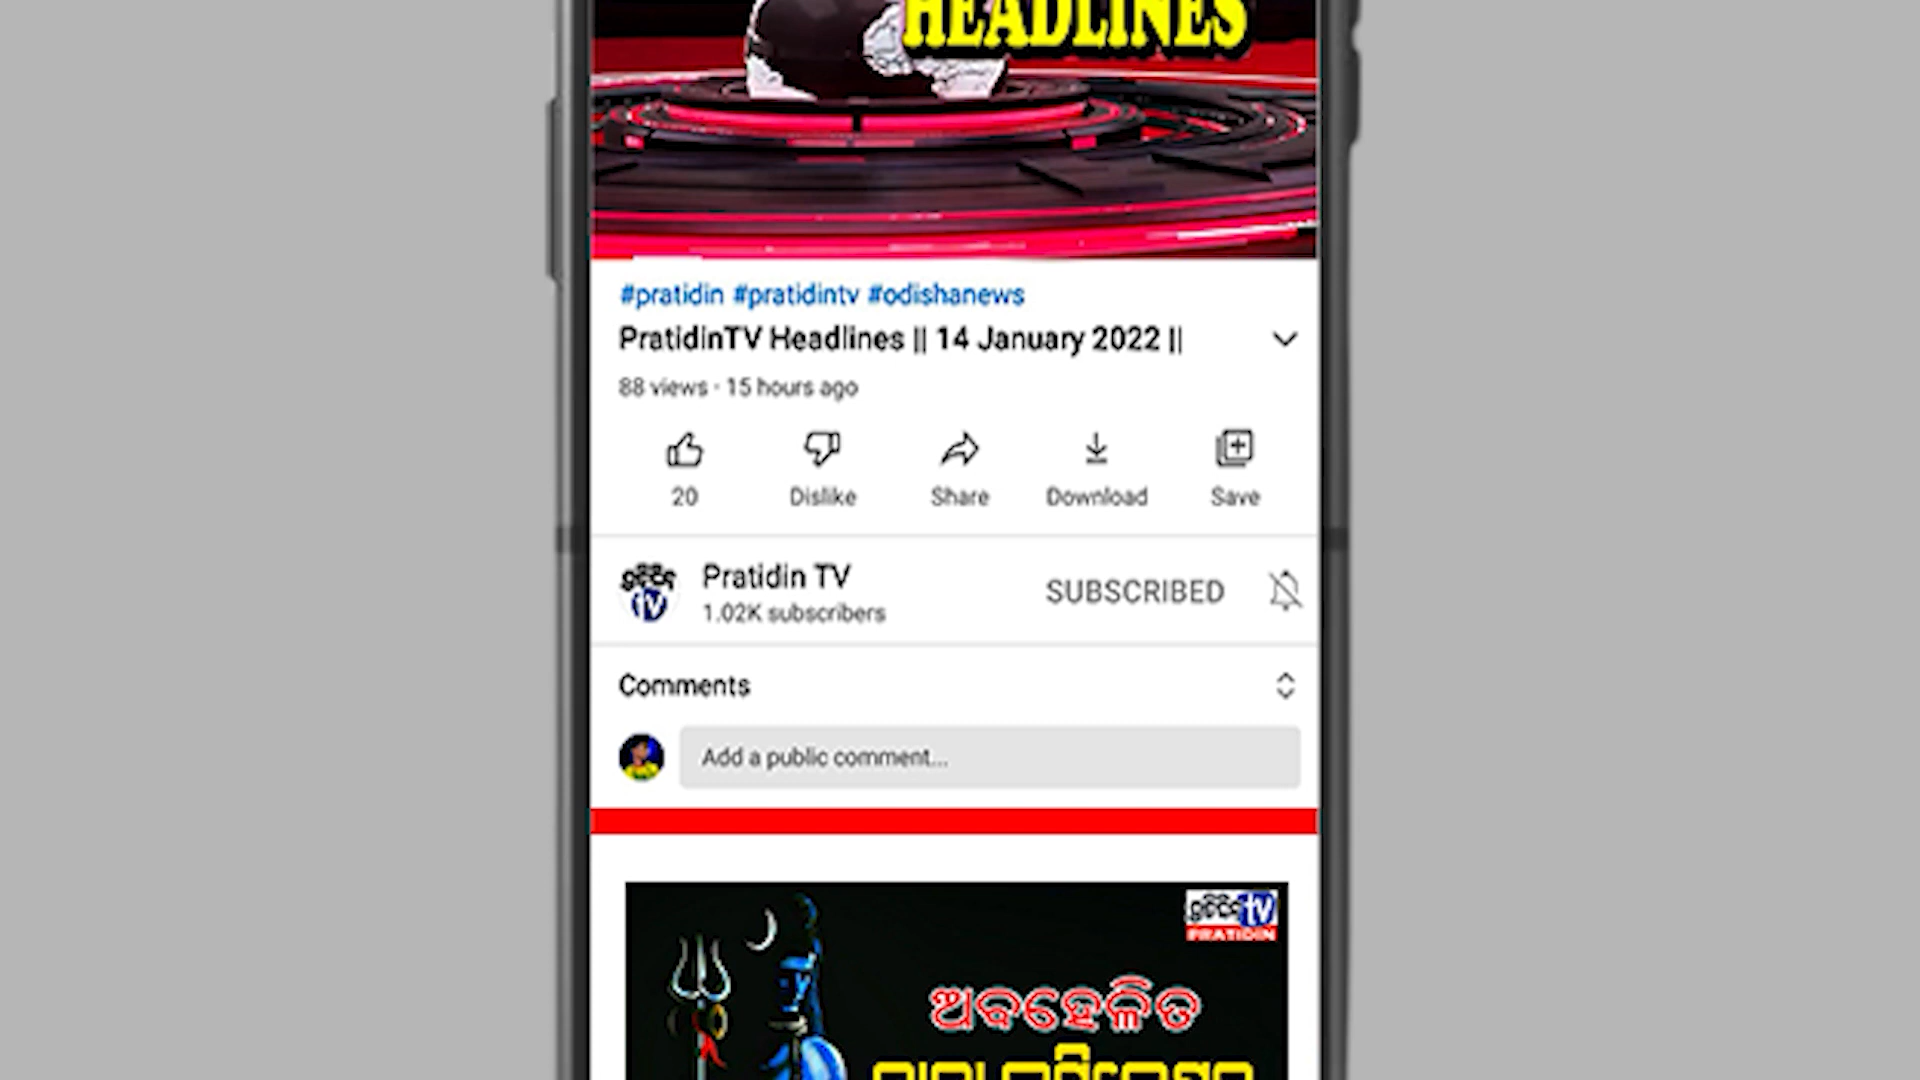 HEADLINES
#pratidin #pratidintv #odishanews
PratidinTV Headlines || 14 January 2022 ||
88 views · 15 hours ago
20 Dislike Share Download Save
Pratidin TV
1.02K subscribers
SUBSCRIBED
Comments
Add a public comment...
tv
PRATIDIN
ଅବହେଳିତ